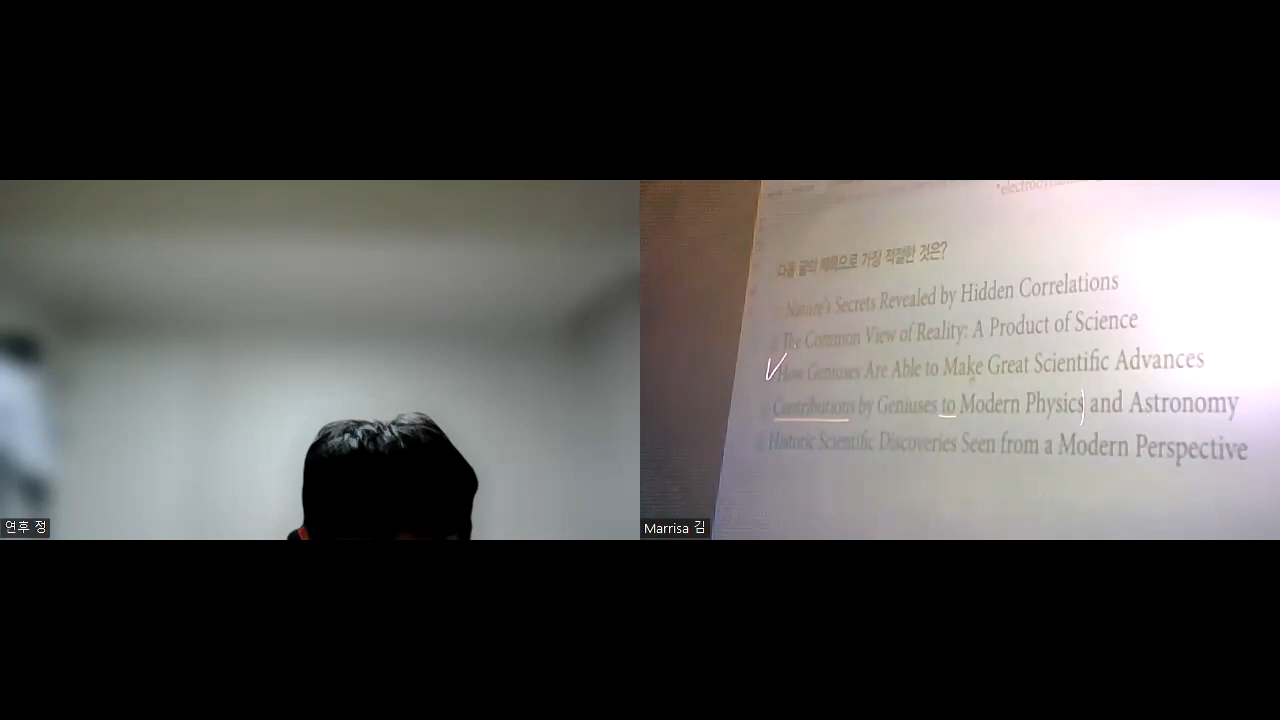 *electrodynam
다음 글의 제목으로 가장 적절한 것은?
Nature's Secrets Revealed by Hidden Correlations
The Common View of Reality: A Product of Science
How Geniuses Are Able to Make Great Scientific Advances
Contributions by Geniuses to Modern Physics and Astronomy
Historic Scientific Discoveries Seen from a Modern Perspective
연후 정
Marrisa 김